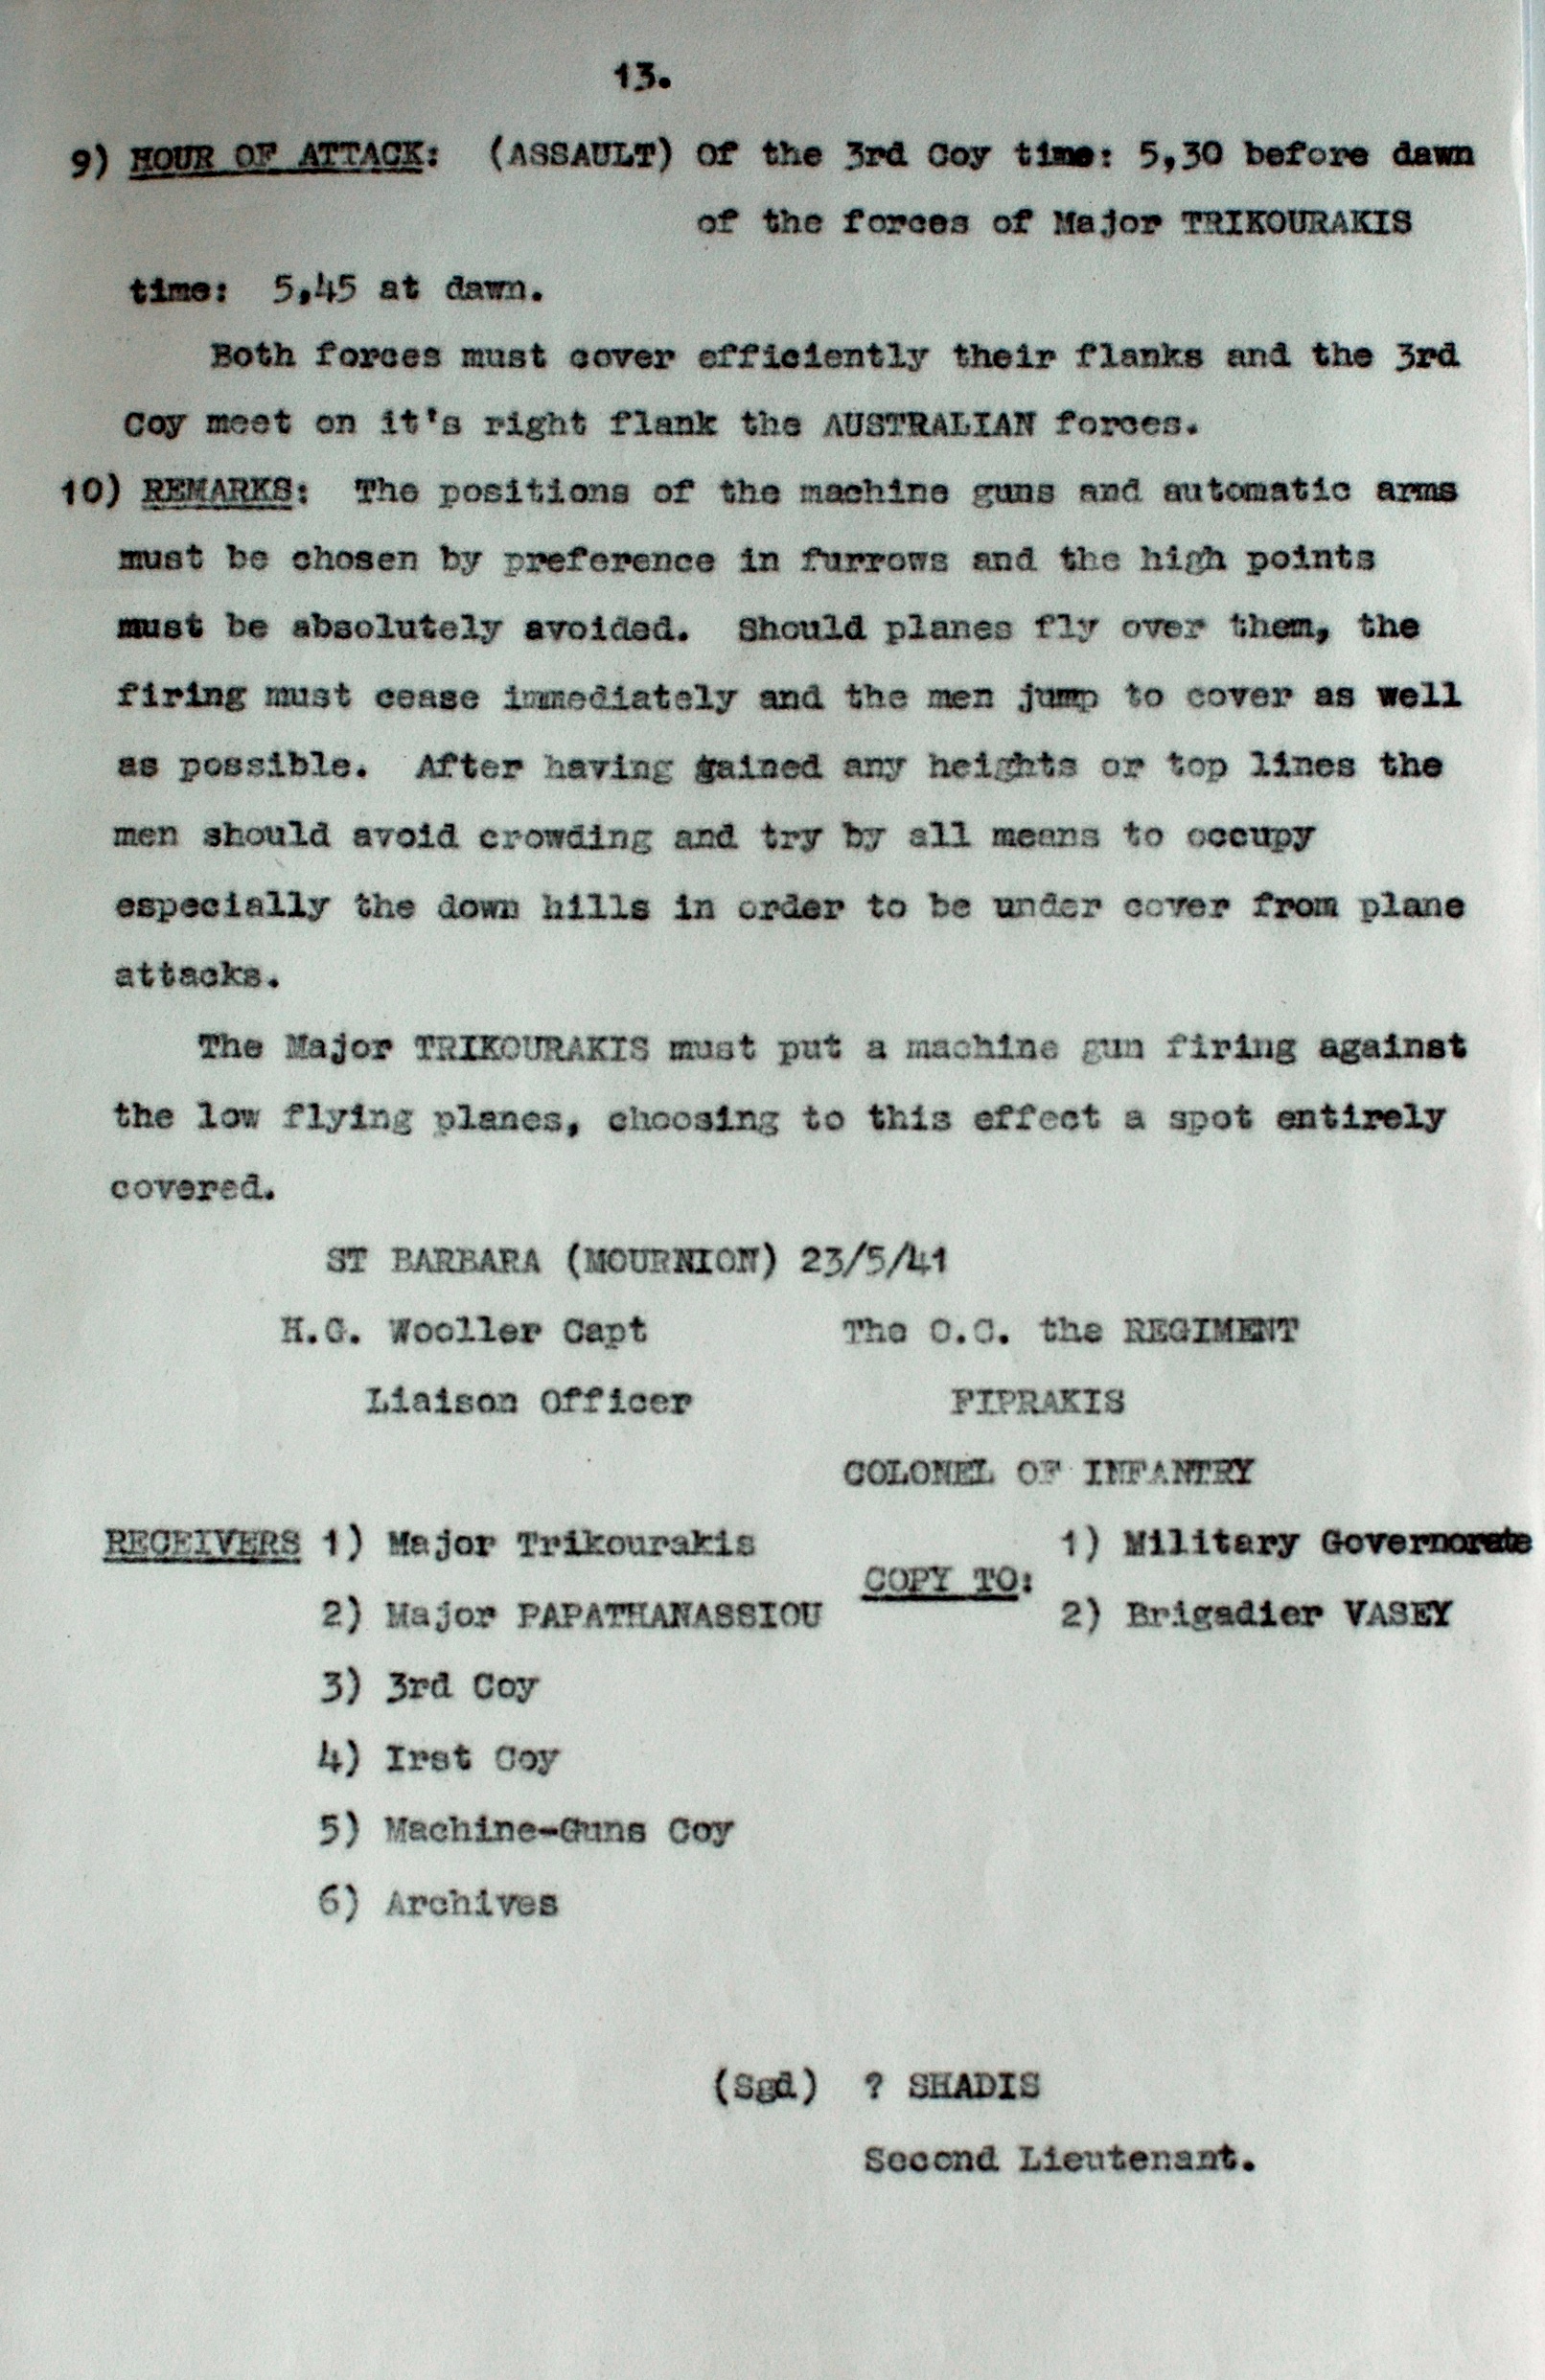 13.
9) HOUR OF ATTACK: (ASSAULT) Of the 3rd Coy time: 5,30 before dawn
of the forces of Major TRIKOURAKIS
time: 5,45 at dawn.
Both forces must cover efficiently their flanks and the 3rd
Coy meet on it's right flank the AUSTRALIAN forces.
10) REMARKS: The positions of the machine guns and automatic arms
must be chosen by preference in furrows and the high points
must be absolutely avoided. Should planes fly over them, the
firing must cease immediately and the men jump to cover as well
as possible. After having gained any heights or top lines the
men should avoid crowding and try by all means to occupy
especially the down hills in order to be under cover from plane
attacks.
The Major TRIKOURAKIS must put a machine gun firing against
the low flying planes, choosing to this effect a spot entirely
covered.
ST BARBARA (MOURNION) 23/5/41
H.G. Wooller Capt The O.C. the REGIMENT
Liaison Officer FIPRAKIS
COLONEL OF INFANTRY
RECEIVERS 1) Major Trikourakis 1) Military Governorate
COPY TO:
2) Major PAPATHANASSIOU 2) Brigadier VASEY
3) 3rd Coy
4) Irst Coy
5) Machine-Guns Coy
6) Archives
(Sgd) ? SHADIS
Second Lieutenant.